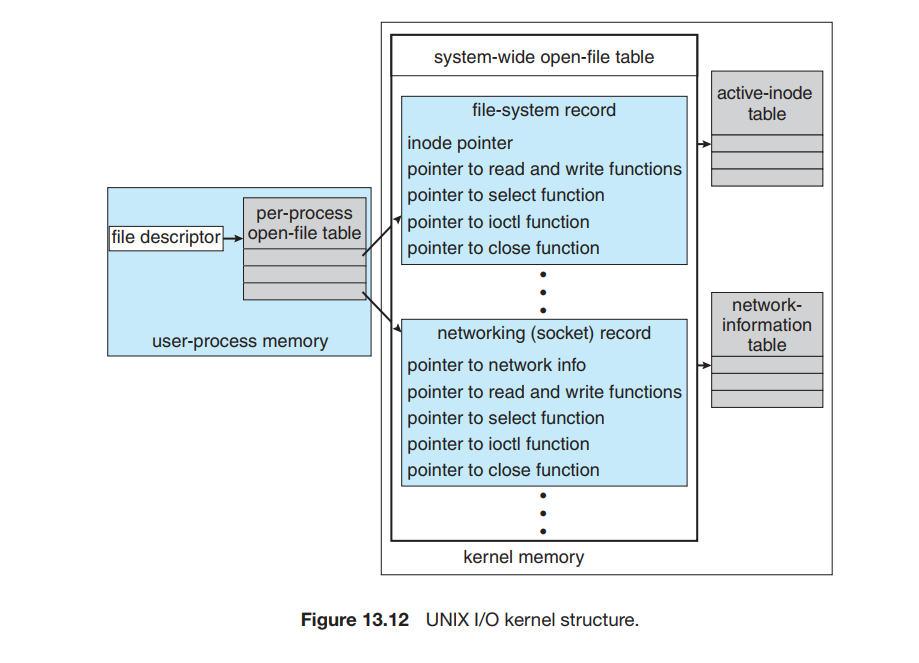 system-wide open-file table
file-system record
inode pointer
pointer to read and write functions
pointer to select function
pointer to ioctl function
pointer to close function
active-inode
table
file descriptor
per-process
open-file table
user-process memory
networking (socket) record
pointer to network info
pointer to read and write functions
pointer to select function
pointer to ioctl function
pointer to close function
network-
information
table
kernel memory
Figure 13.12 UNIX I/O kernel structure.